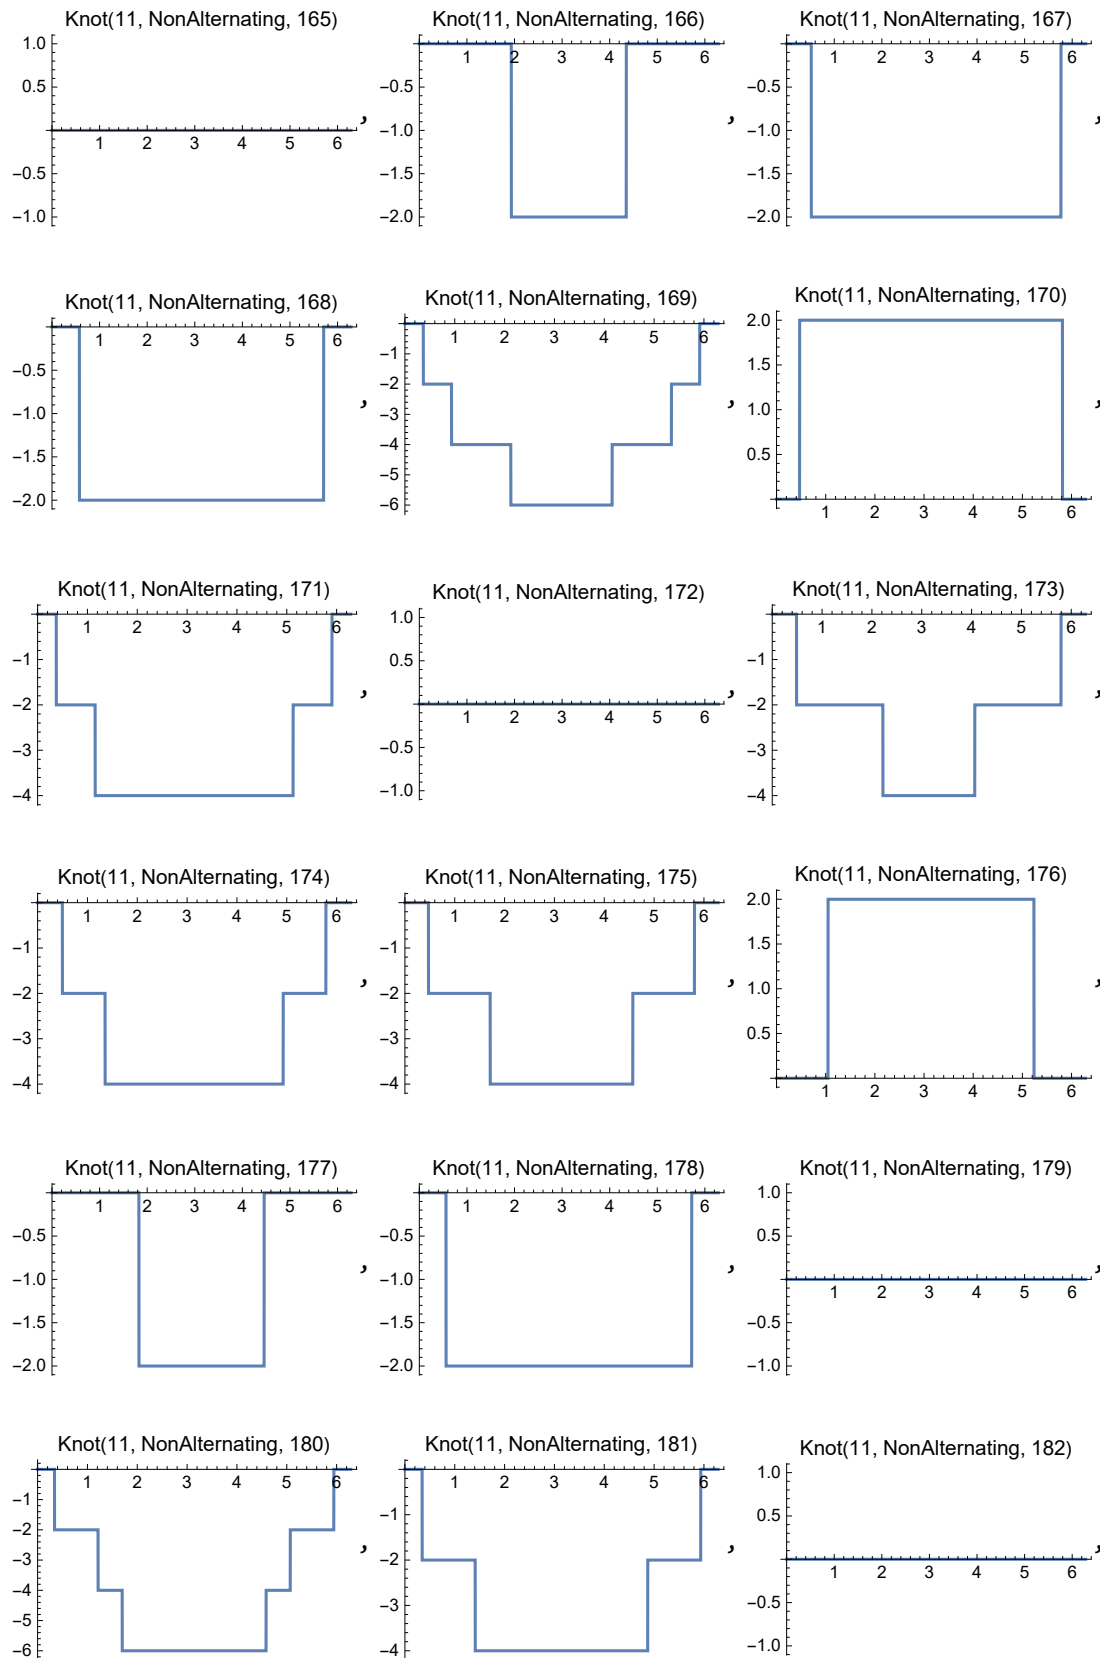 Knot(11, NonAlternating, 165)
1.0
0.5
−0.5
−1.0
1 2 3 4 5 6
,
Knot(11, NonAlternating, 166)
1 2 3 4 5 6
−0.5
−1.0
−1.5
−2.0
,
Knot(11, NonAlternating, 167)
1 2 3 4 5 6
−0.5
−1.0
−1.5
−2.0
,
Knot(11, NonAlternating, 168)
1 2 3 4 5 6
−0.5
−1.0
−1.5
−2.0
,
Knot(11, NonAlternating, 169)
1 2 3 4 5 6
−1
−2
−3
−4
−5
−6
,
Knot(11, NonAlternating, 170)
2.0
1.5
1.0
0.5
1 2 3 4 5 6
,
Knot(11, NonAlternating, 171)
1 2 3 4 5 6
−1
−2
−3
−4
,
Knot(11, NonAlternating, 172)
1.0
0.5
1 2 3 4 5 6
−0.5
−1.0
,
Knot(11, NonAlternating, 173)
1 2 3 4 5 6
−1
−2
−3
−4
,
Knot(11, NonAlternating, 174)
1 2 3 4 5 6
−1
−2
−3
−4
,
Knot(11, NonAlternating, 175)
1 2 3 4 5 6
−1
−2
−3
−4
,
Knot(11, NonAlternating, 176)
2.0
1.5
1.0
0.5
1 2 3 4 5 6
,
Knot(11, NonAlternating, 177)
1 2 3 4 5 6
−0.5
−1.0
−1.5
−2.0
,
Knot(11, NonAlternating, 178)
1 2 3 4 5 6
−0.5
−1.0
−1.5
−2.0
,
Knot(11, NonAlternating, 179)
1.0
0.5
1 2 3 4 5 6
−0.5
−1.0
,
Knot(11, NonAlternating, 180)
1 2 3 4 5 6
−1
−2
−3
−4
−5
−6
,
Knot(11, NonAlternating, 181)
1 2 3 4 5 6
−1
−2
−3
−4
,
Knot(11, NonAlternating, 182)
1.0
0.5
1 2 3 4 5 6
−0.5
−1.0
,